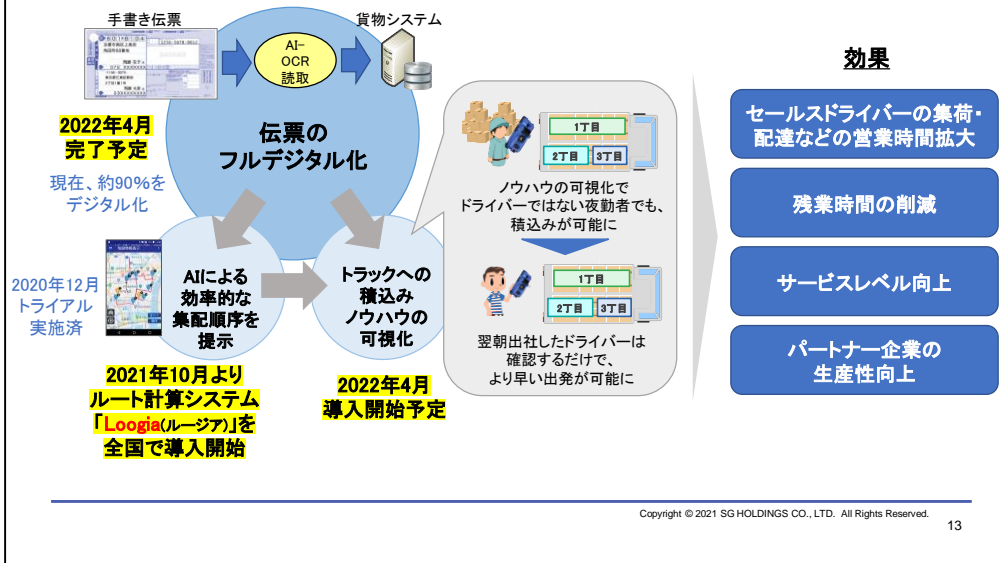 手書き伝票
AI-
OCR
読取
貨物システム
2022年4月
完了予定
現在、約90%を
デジタル化
伝票の
フルデジタル化
2020年12月
トライアル
実施済
AIによる
効率的な
集配順序を
提示
2021年10月より
ルート計算システム
「Loogia(ルージア)」を
全国で導入開始
トラックへの
積込み
ノウハウの
可視化
2022年4月
導入開始予定
1丁目
2丁目
3丁目
ノウハウの可視化で
ドライバーではない夜勤者でも、
積込みが可能に
1丁目
2丁目
3丁目
翌朝出社したドライバーは
確認するだけで、
より早い出発が可能に
効果
セールスドライバーの集荷・
配達などの営業時間拡大
残業時間の削減
サービスレベル向上
パートナー企業の
生産性向上
Copyright © 2021 SG HOLDINGS CO., LTD. All Rights Reserved.
13